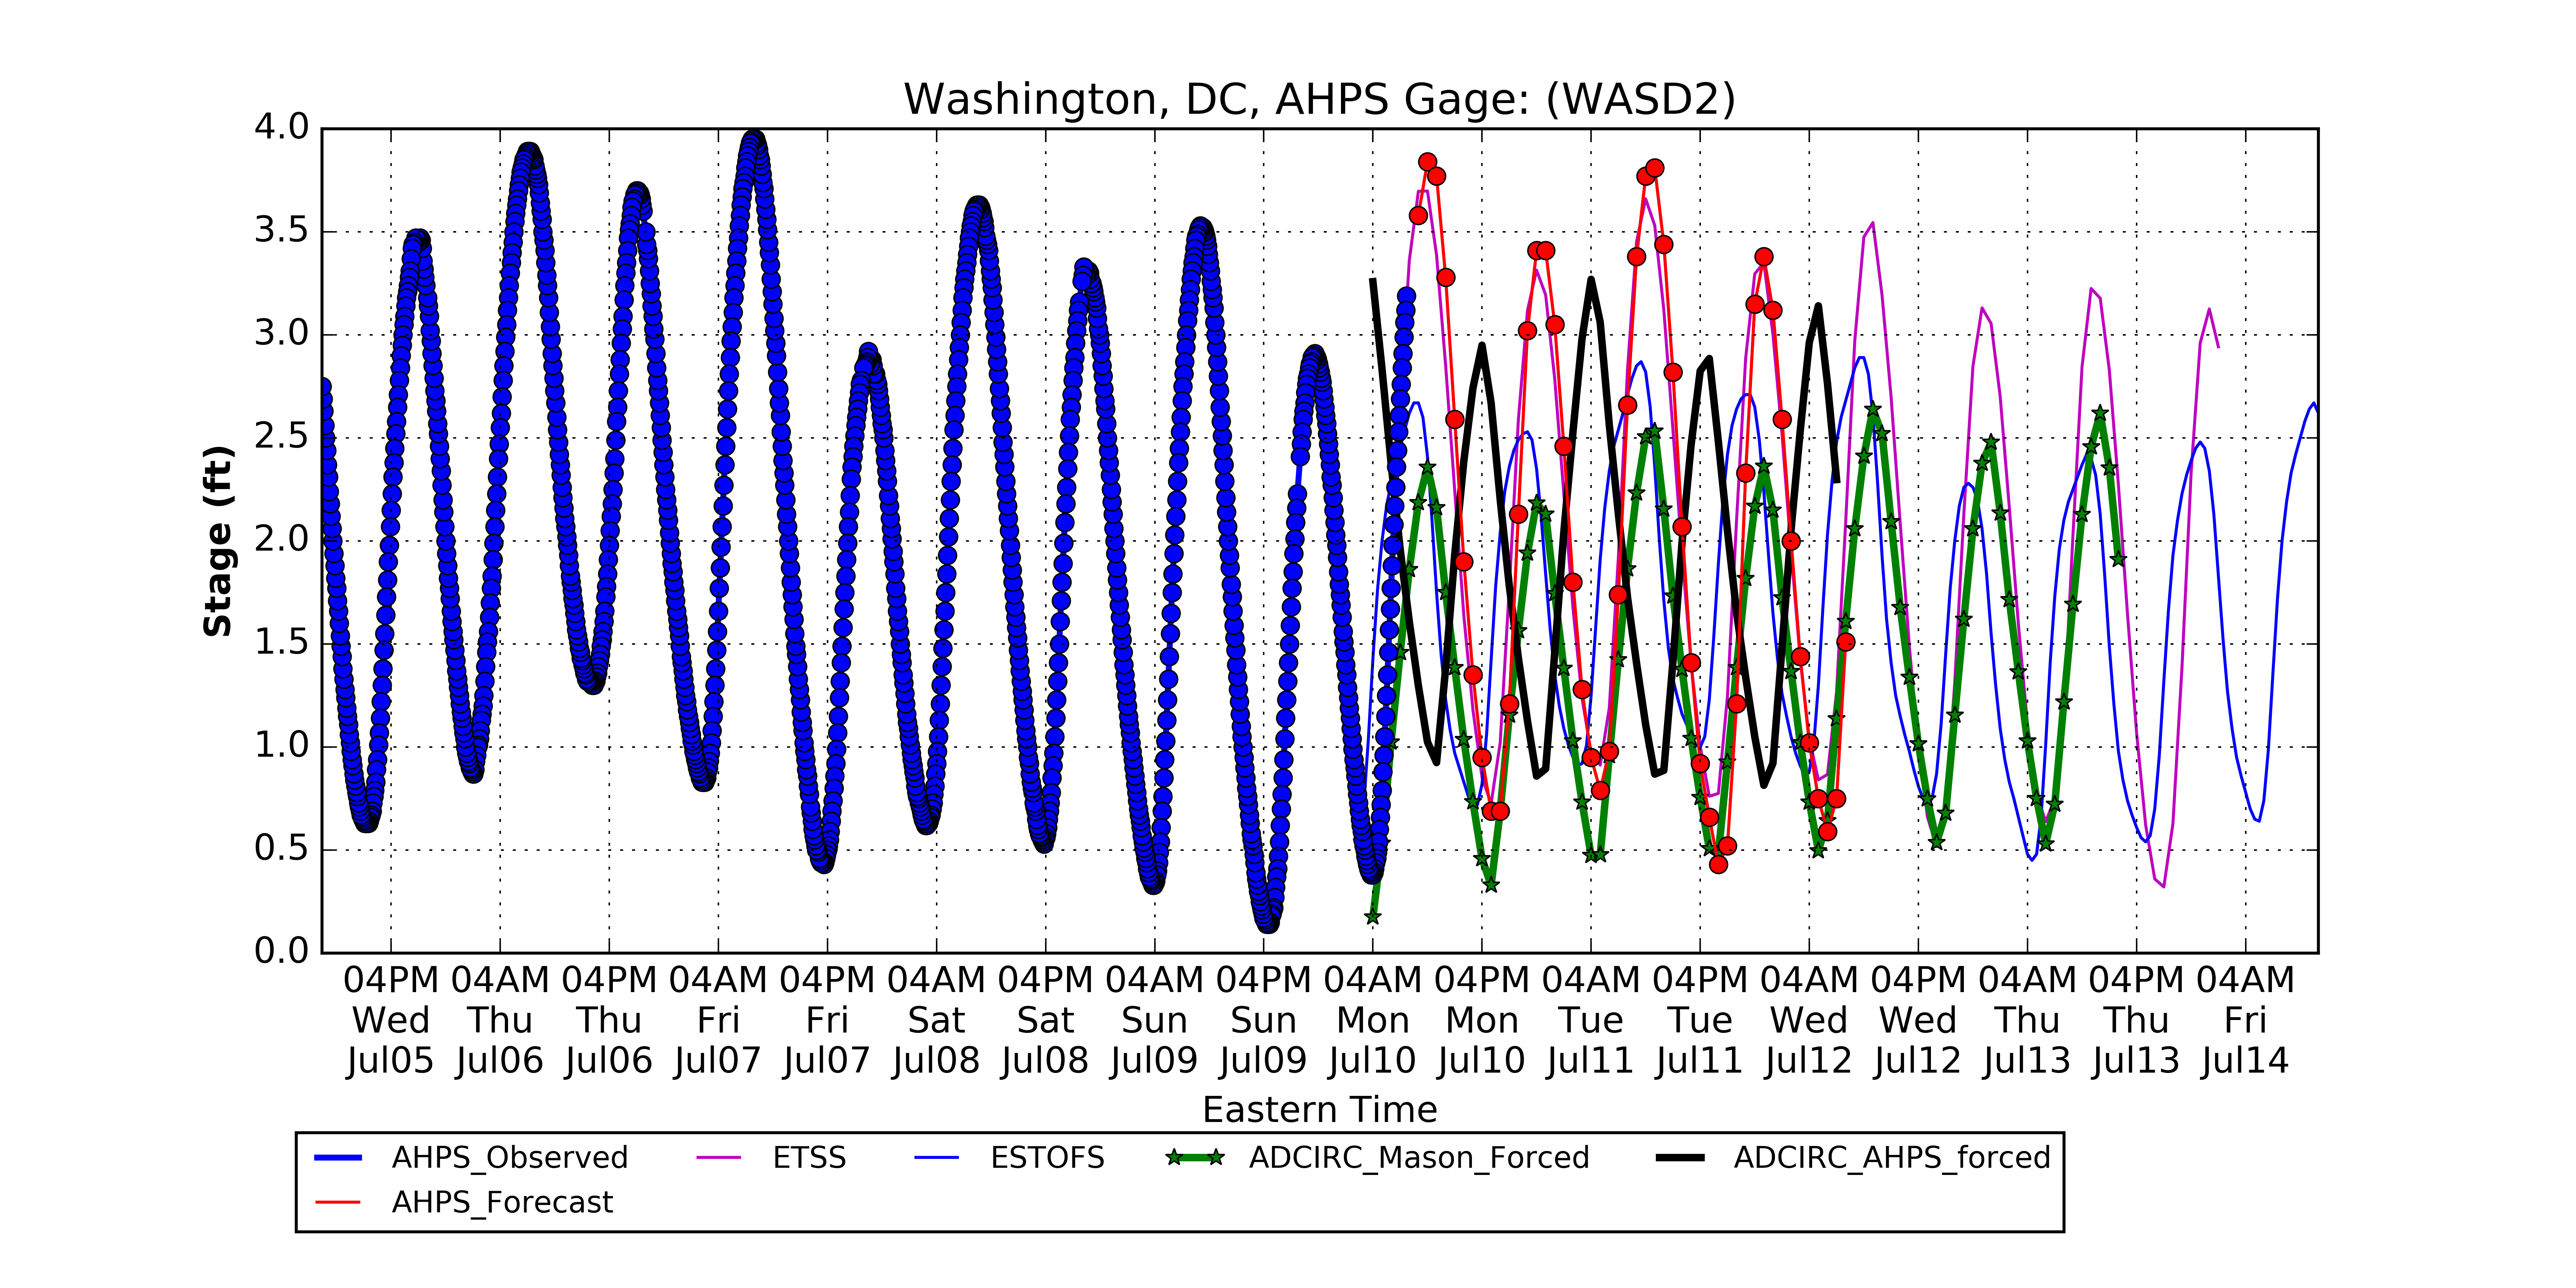 Washington, DC, AHPS Gage: (WASD2)
4.0
3.5
3.0
2.5
2.0
1.5
1.0
0.5
0.0
Stage (ft)
04PM 04AM 04PM 04AM 04PM 04AM 04PM 04AM 04PM 04AM 04PM 04AM 04PM 04AM 04PM 04AM 04PM 04AM
Wed Thu Thu Fri Fri Sat Sat Sun Sun Mon Mon Tue Tue Wed Wed Thu Thu Fri
Jul05 Jul06 Jul06 Jul07 Jul07 Jul08 Jul08 Jul09 Jul09 Jul10 Jul10 Jul11 Jul11 Jul12 Jul12 Jul13 Jul13 Jul14
Eastern Time
AHPS_Observed ETSS ESTOFS ADCIRC_Mason_Forced ADCIRC_AHPS_forced
AHPS_Forecast